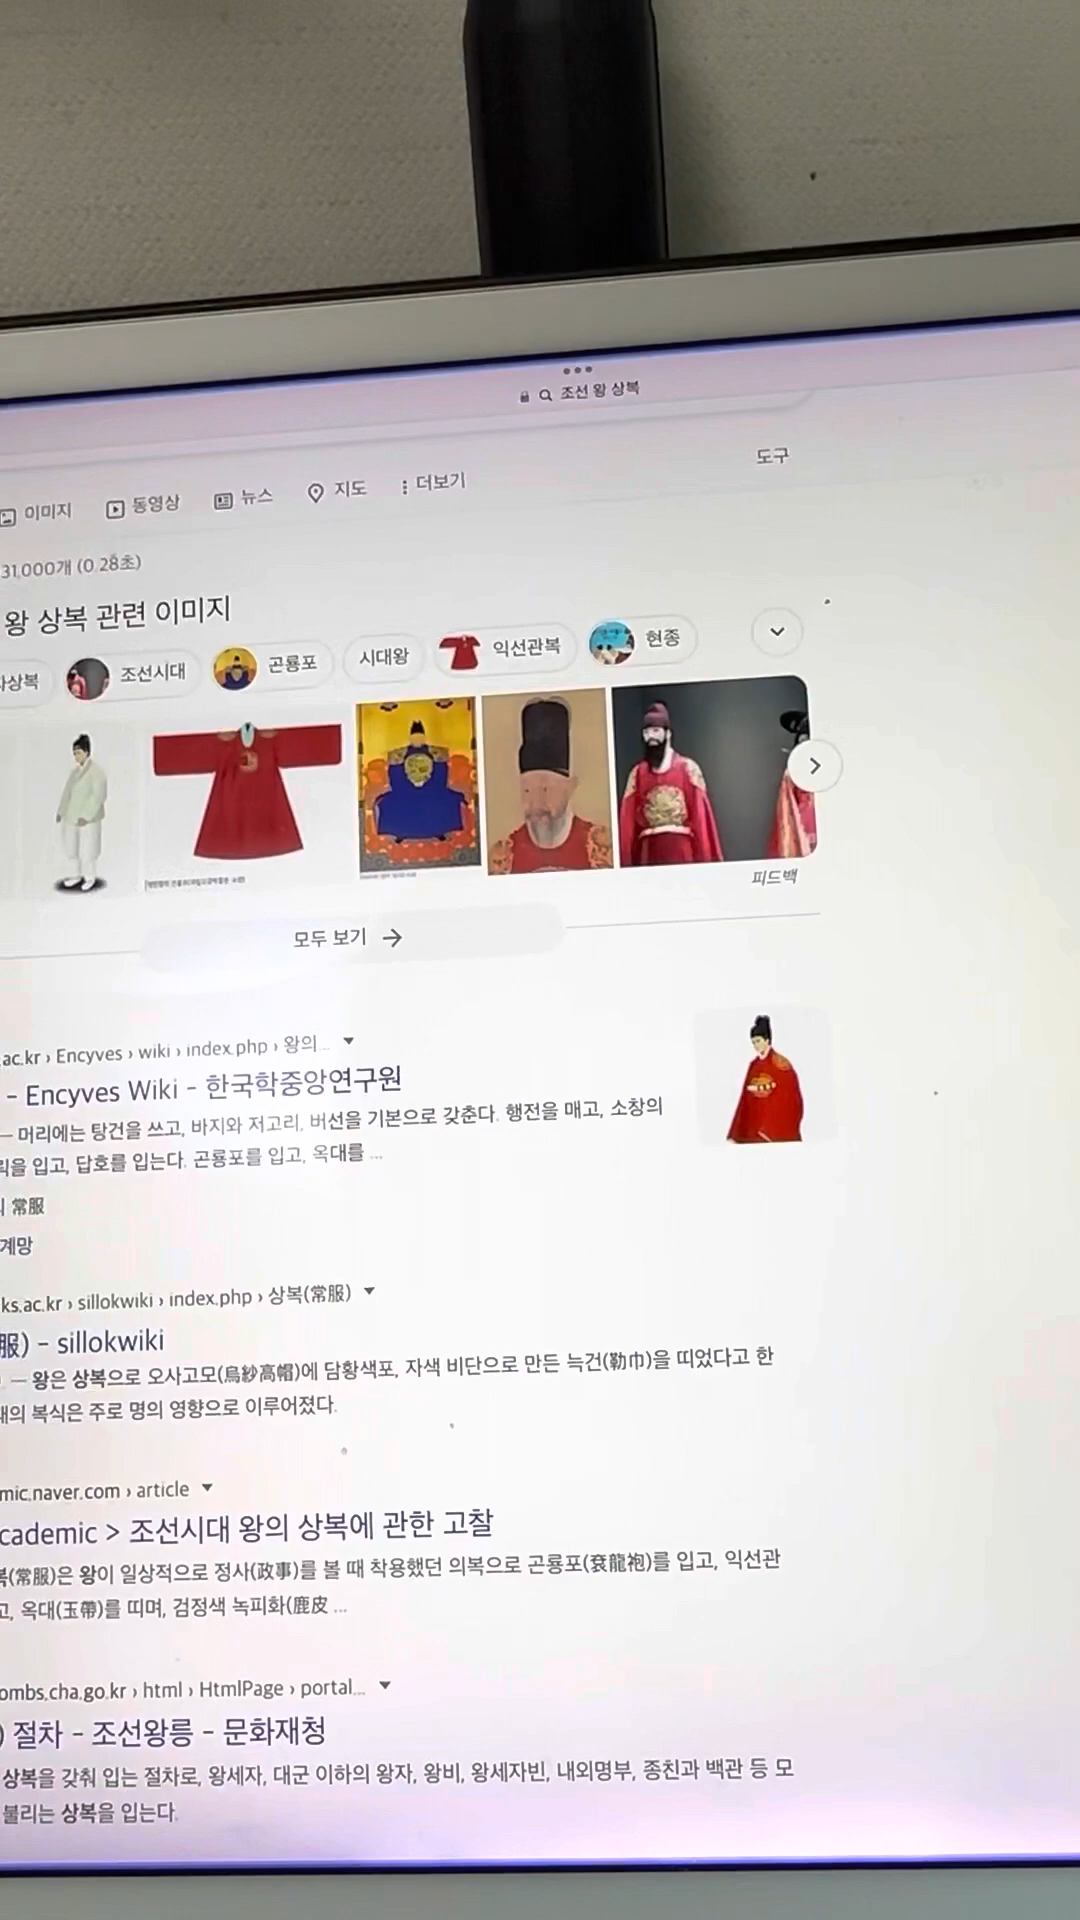 조선 왕 상복
이미지 동영상 뉴스 지도 더보기 도구
31,000개 (0.28초)
왕 상복 관련 이미지
상복 조선시대 곤룡포 시대왕 익선관복 현종
피드백
모두 보기
.ac.kr › Encyves › wiki › index.php › 왕의...
- Encyves Wiki - 한국학중앙연구원
— 머리에는 탕건을 쓰고, 바지와 저고리, 버선을 기본으로 갖춘다. 행전을 매고, 소창의
입고, 답호를 입는다. 곤룡포를 입고, 옥대를 ...
常服
계망
ks.ac.kr › sillokwiki › index.php › 상복(常服)
服) - sillokwiki
— 왕은 상복으로 오사고모(烏紗高帽)에 담황색포, 자색 비단으로 만든 늑건(勒巾)을 띠었다고 한
의 복식은 주로 명의 영향으로 이루어졌다.
mic.naver.com › article
cademic > 조선시대 왕의 상복에 관한 고찰
복(常服)은 왕이 일상적으로 정사(政事)를 볼 때 착용했던 의복으로 곤룡포(袞龍袍)를 입고, 익선관
고, 옥대(玉帶)를 띠며, 검정색 녹피화(鹿皮 ...
ombs.cha.go.kr › html › HtmlPage › portal...
) 절차 - 조선왕릉 - 문화재청
상복을 갖춰 입는 절차로, 왕세자, 대군 이하의 왕자, 왕비, 왕세자빈, 내외명부, 종친과 백관 등 모
불리는 상복을 입는다.